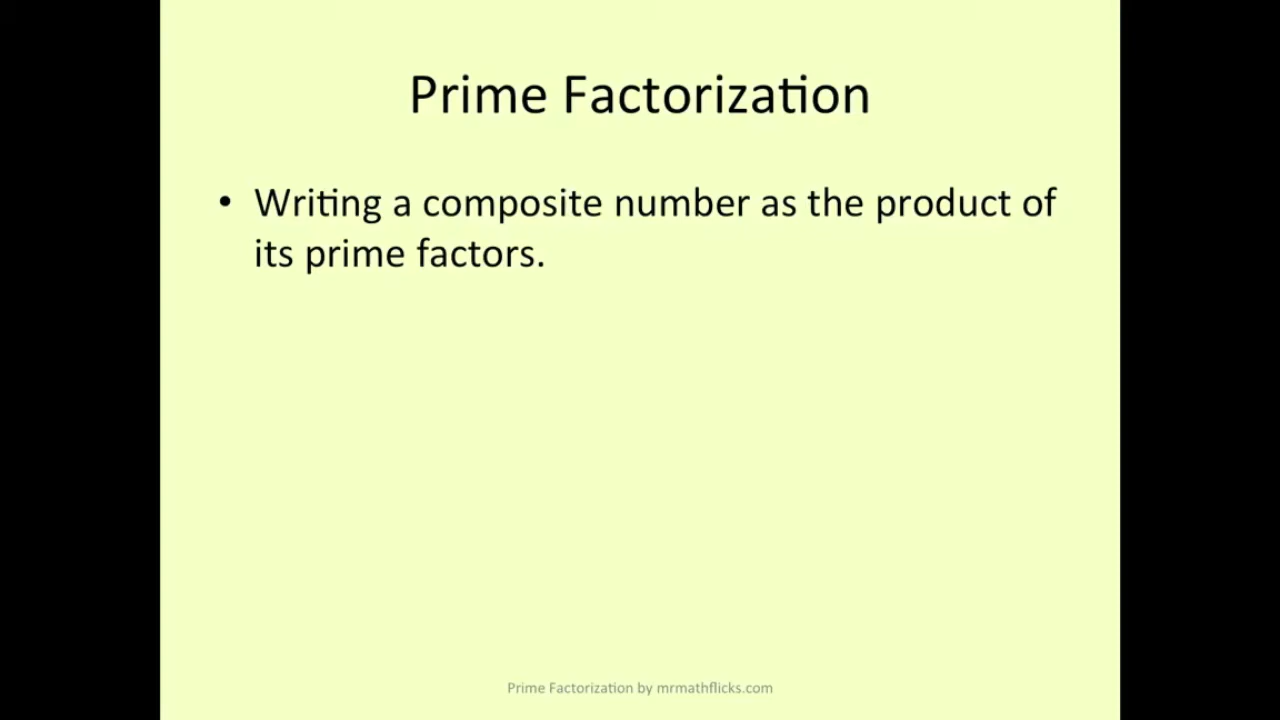 Prime Factorization
• Writing a composite number as the product of
its prime factors.
Prime Factorization by mrmathflicks.com